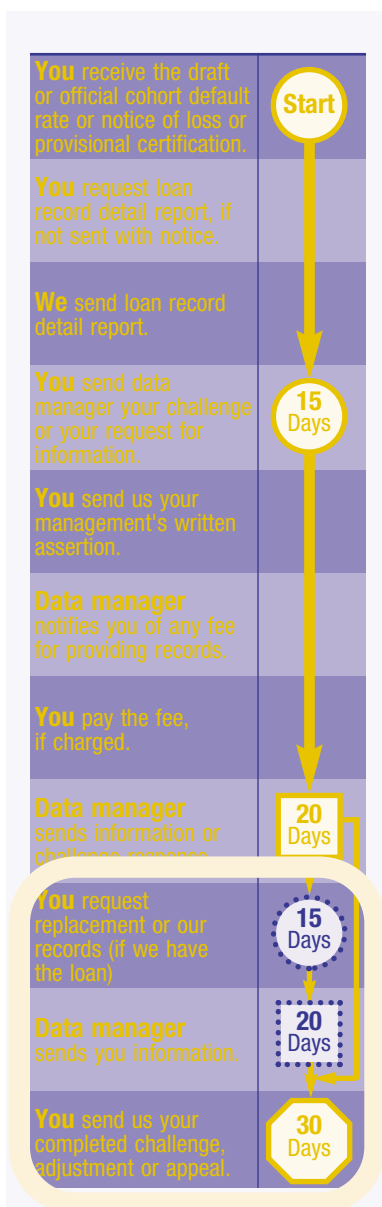 You receive the draft
or official cohort default
rate or notice of loss or
provisional certification.
Start
You request loan
record detail report, if
not sent with notice.
We send loan record
detail report.
You send data
manager your challenge
or your request for
information.
15
Days
You send us your
management's written
assertion.
Data manager
notifies you of any fee
for providing records.
You pay the fee,
if charged.
Data manager
sends information or
challenge response.
20
Days
You request
replacement or our
records (if we have
the loan)
15
Days
Data manager
sends you information.
20
Days
You send us your
completed challenge,
adjustment or appeal.
30
Days